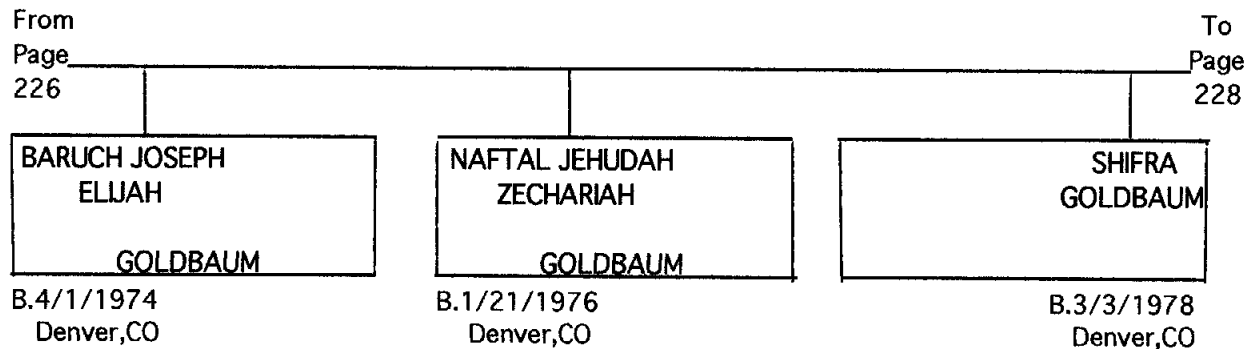 From
Page
226
To
Page
228
BARUCH JOSEPH
ELIJAH
GOLDBAUM
B.4/1/1974
Denver,CO
NAFTAL JEHUDAH
ZECHARIAH
GOLDBAUM
B.1/21/1976
Denver,CO
SHIFRA
GOLDBAUM
B.3/3/1978
Denver,CO